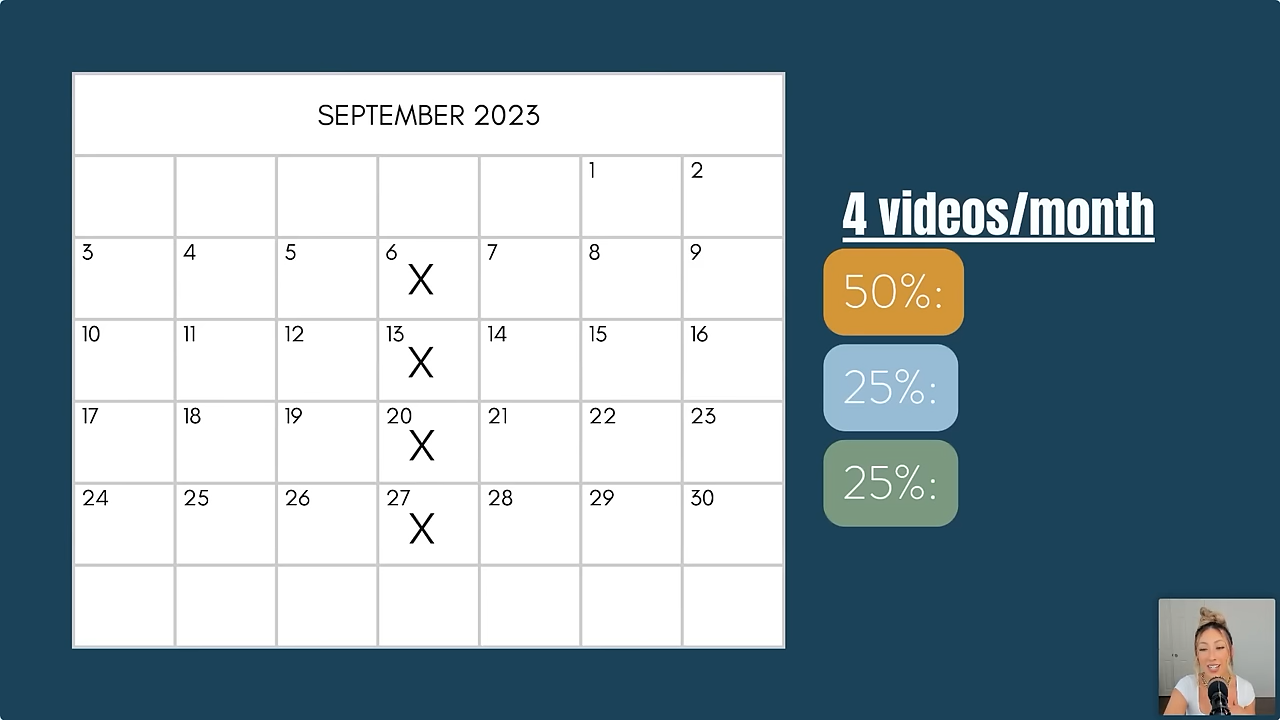 SEPTEMBER 2023
1 2
3 4 5 6 7 8 9
X
10 11 12 13 14 15 16
X
17 18 19 20 21 22 23
X
24 25 26 27 28 29 30
X
4 videos/month
50%:
25%:
25%: